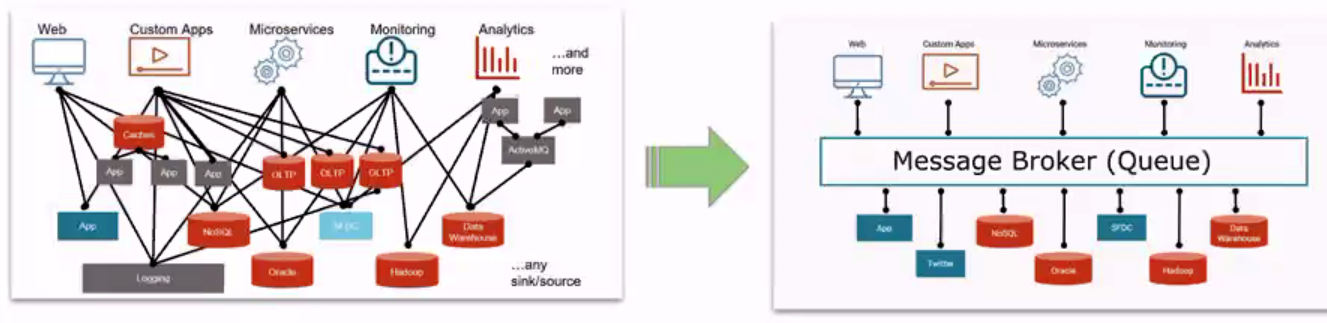 Web
Custom Apps
Microservices
Monitoring
Analytics
...and
more
App
App
Caches
ActiveMQ
App
App
App
OLTP
OLTP
OLTP
App
NoSQL
SFDC
Data
Warehouse
Logging
Oracle
Hadoop
...any
sink/source
Web
Custom Apps
Microservices
Monitoring
Analytics
Message Broker (Queue)
App
NoSQL
SFDC
Data
Warehouse
Twitter
Oracle
Hadoop